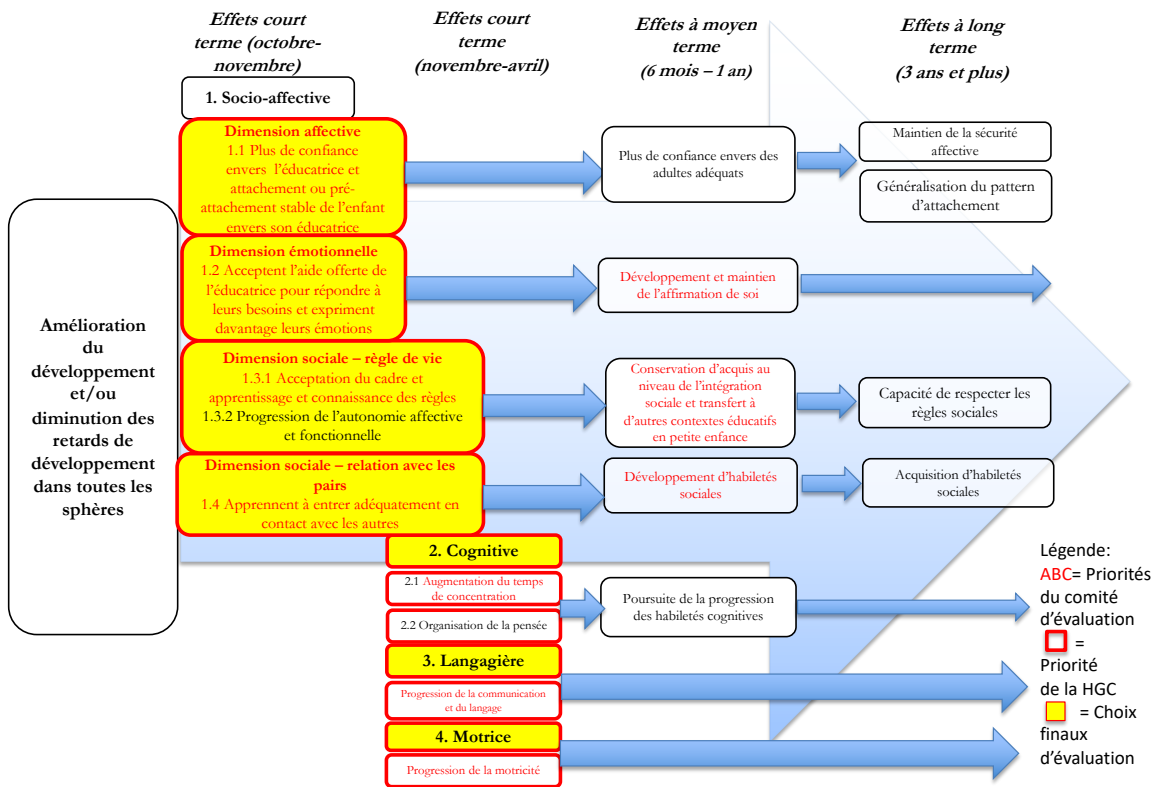 Effets court
terme (octobre-
novembre)
Effets court
terme
(novembre-avril)
Effets à moyen
terme
(6 mois – 1 an)
Effets à long
terme
(3 ans et plus)
1. Socio-affective
Dimension affective
1.1 Plus de confiance
envers l’éducatrice et
attachement ou pré-
attachement stable de l’enfant
envers son éducatrice
Plus de confiance envers des
adultes adéquats
Maintien de la sécurité
affective
Généralisation du pattern
d’attachement
Dimension émotionnelle
1.2 Acceptent l’aide offerte de
l’éducatrice pour répondre à
leurs besoins et expriment
davantage leurs émotions
Développement et maintien
de l’affirmation de soi
Amélioration
du
développement
et/ou
diminution des
retards de
développement
dans toutes les
sphères
Dimension sociale – règle de vie
1.3.1 Acceptation du cadre et
apprentissage et connaissance des règles
1.3.2 Progression de l’autonomie affective
et fonctionnelle
Conservation d’acquis au
niveau de l’intégration
sociale et transfert à
d’autres contextes éducatifs
en petite enfance
Capacité de respecter les
règles sociales
Dimension sociale – relation avec les
pairs
1.4 Apprennent à entrer adéquatement en
contact avec les autres
Développement d’habiletés
sociales
Acquisition d’habiletés
sociales
2. Cognitive
2.1 Augmentation du temps
de concentration
2.2 Organisation de la pensée
Poursuite de la progression
des habiletés cognitives
3. Langagière
Progression de la communication
et du langage
4. Motrice
Progression de la motricité
Légende:
ABC= Priorités
du comité
d’évaluation
=
Priorité
de la HGC
= Choix
finaux
d’évaluation